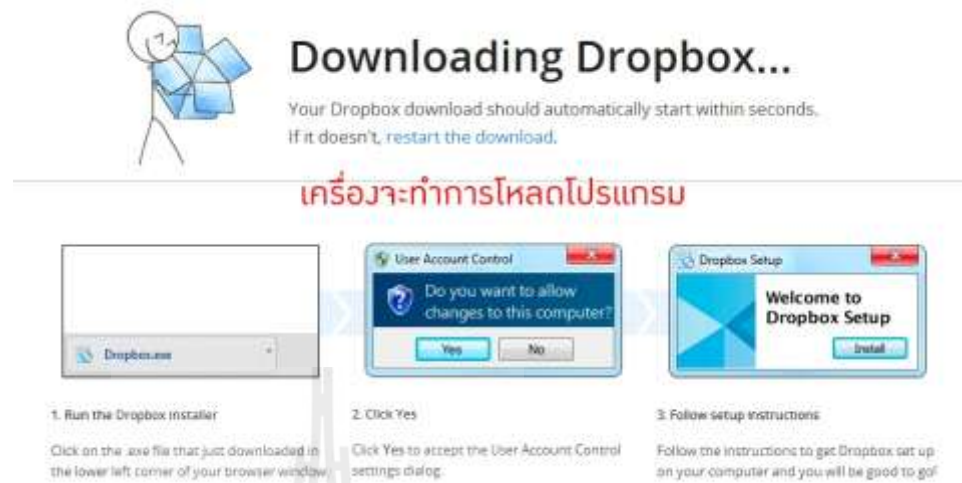 Downloading Dropbox...
Your Dropbox download should automatically start within seconds.
If it doesn't, restart the download.
เครื่องจะทำการโหลดโปรแกรม
User Account Control
Do you want to allow
changes to this computer?
Yes No
Dropbox.exe
Dropbox Setup
Welcome to
Dropbox Setup
Install
1. Run the Dropbox installer
Click on the .exe file that just downloaded in
the lower left corner of your browser window.
2. Click Yes
Click Yes to accept the User Account Control
settings dialog.
3. Follow setup instructions
Follow the instructions to get Dropbox set up
on your computer and you will be good to go!